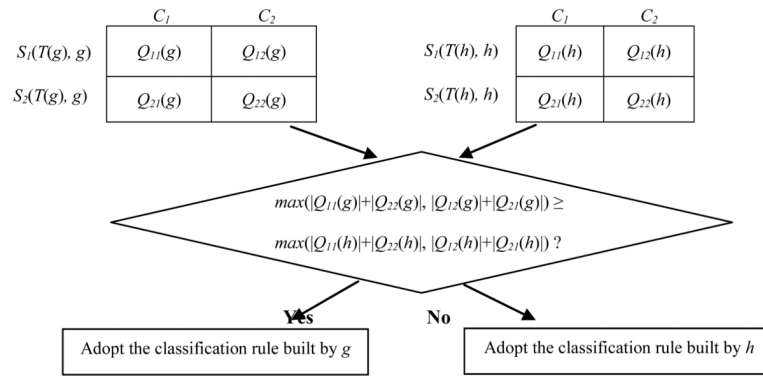 C₁ C₂
S₁(T(g), g) Q₁₁(g) Q₁₂(g)
S₂(T(g), g) Q₂₁(g) Q₂₂(g)
C₁ C₂
S₁(T(h), h) Q₁₁(h) Q₁₂(h)
S₂(T(h), h) Q₂₁(h) Q₂₂(h)
max(|Q₁₁(g)|+|Q₂₂(g)|, |Q₁₂(g)|+|Q₂₁(g)|) ≥
max(|Q₁₁(h)|+|Q₂₂(h)|, |Q₁₂(h)|+|Q₂₁(h)|) ?
Yes No
Adopt the classification rule built by g
Adopt the classification rule built by h